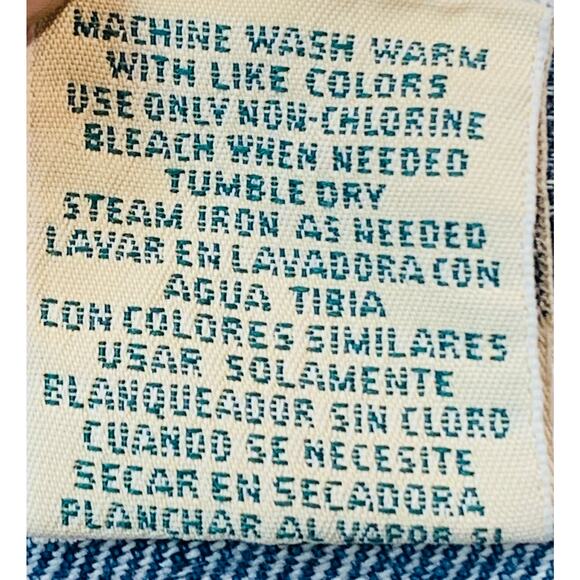 MACHINE WASH WARM
WITH LIKE COLORS
USE ONLY NON-CHLORINE
BLEACH WHEN NEEDED
TUMBLE DRY
STEAM IRON AS NEEDED
LAVAR EN LAVADORA CON
AGUA TIBIA
CON COLORES SIMILARES
USAR SOLAMENTE
BLANQUEADOR SIN CLORO
CUANDO SE NECESITE
SECAR EN SECADORA
PLANCHAR AL VAPOR SI